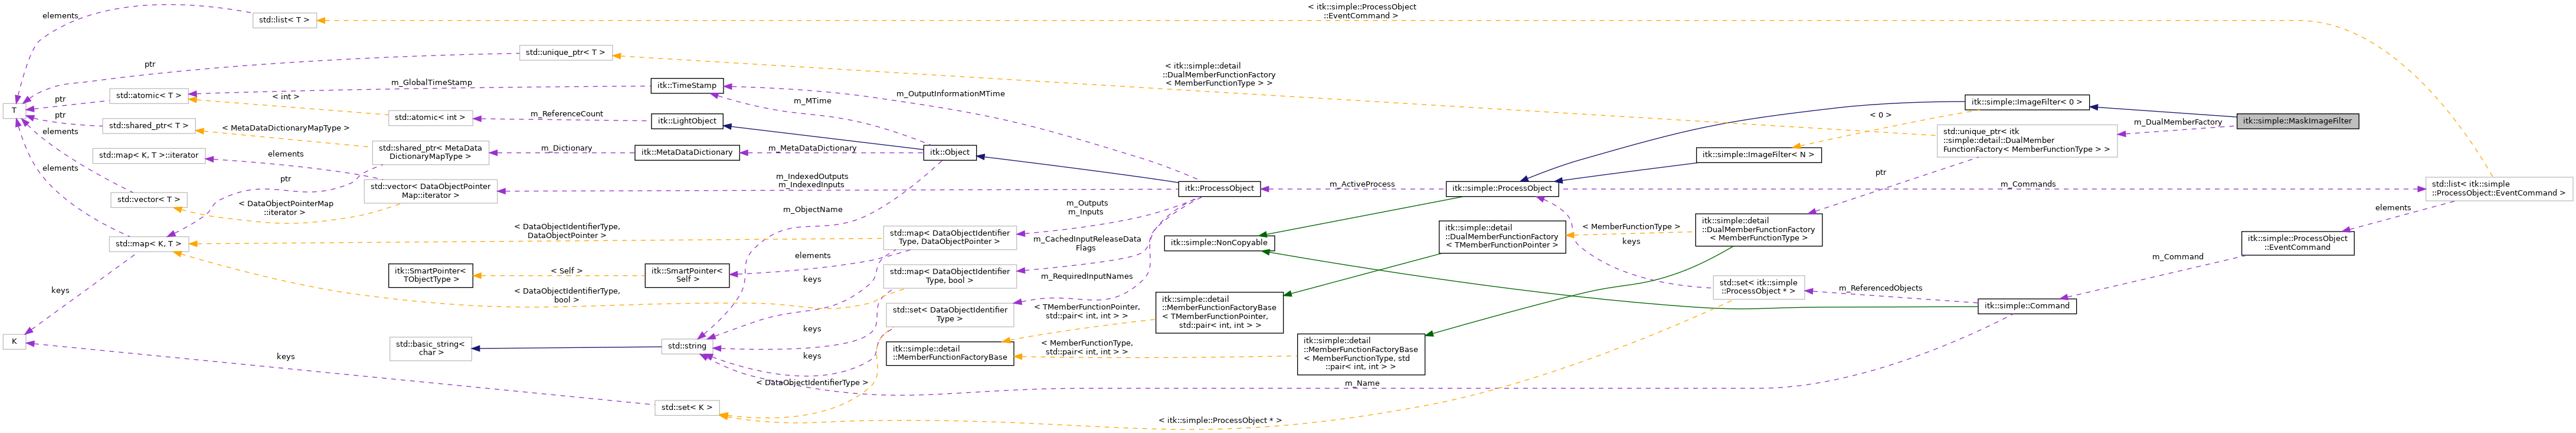 elements
std::list< T >
< itk::simple::ProcessObject
::EventCommand >
std::unique_ptr< T >
ptr
< itk::simple::detail
::DualMemberFunctionFactory
< MemberFunctionType > >
m_GlobalTimeStamp
itk::TimeStamp
m_OutputInformationMTime
m_MTime
ptr
std::atomic< T >
< int >
T
ptr
std::shared_ptr< T >
< MetaDataDictionaryMapType >
std::atomic< int >
m_ReferenceCount
itk::LightObject
elements
std::map< K, T >::iterator
elements
std::shared_ptr< MetaData
DictionaryMapType >
m_Dictionary
itk::MetaDataDictionary
m_MetaDataDictionary
itk::Object
elements
ptr
std::vector< DataObjectPointer
Map::iterator >
m_IndexedOutputs
m_IndexedInputs
itk::ProcessObject
m_ActiveProcess
itk::simple::ProcessObject
m_Commands
std::list< itk::simple
::ProcessObject::EventCommand >
itk::simple::ImageFilter< 0 >
< 0 >
itk::simple::ImageFilter< N >
std::unique_ptr< itk
::simple::detail::DualMember
FunctionFactory< MemberFunctionType > >
m_DualMemberFactory
itk::simple::MaskImageFilter
ptr
elements
std::vector< T >
< DataObjectPointerMap
::iterator >
m_ObjectName
m_Outputs
m_Inputs
std::map< K, T >
< DataObjectIdentifierType,
DataObjectPointer >
std::map< DataObjectIdentifier
Type, DataObjectPointer >
m_CachedInputReleaseData
Flags
itk::simple::NonCopyable
itk::simple::detail
::DualMemberFunctionFactory
< TMemberFunctionPointer >
< MemberFunctionType >
keys
itk::simple::detail
::DualMemberFunctionFactory
< MemberFunctionType >
itk::simple::ProcessObject
::EventCommand
m_Command
elements
keys
itk::SmartPointer<
TObjectType >
< Self >
itk::SmartPointer<
Self >
< DataObjectIdentifierType,
bool >
std::map< DataObjectIdentifier
Type, bool >
m_RequiredInputNames
std::set< itk::simple
::ProcessObject * >
m_ReferencedObjects
itk::simple::Command
keys
std::set< DataObjectIdentifier
Type >
< TMemberFunctionPointer,
std::pair< int, int > >
itk::simple::detail
::MemberFunctionFactoryBase
< TMemberFunctionPointer,
std::pair< int, int > >
keys
K
std::basic_string<
char >
std::string
keys
itk::simple::detail
::MemberFunctionFactoryBase
< MemberFunctionType,
std::pair< int, int > >
itk::simple::detail
::MemberFunctionFactoryBase
< MemberFunctionType, std
::pair< int, int > >
keys
< DataObjectIdentifierType >
m_Name
std::set< K >
< itk::simple::ProcessObject * >